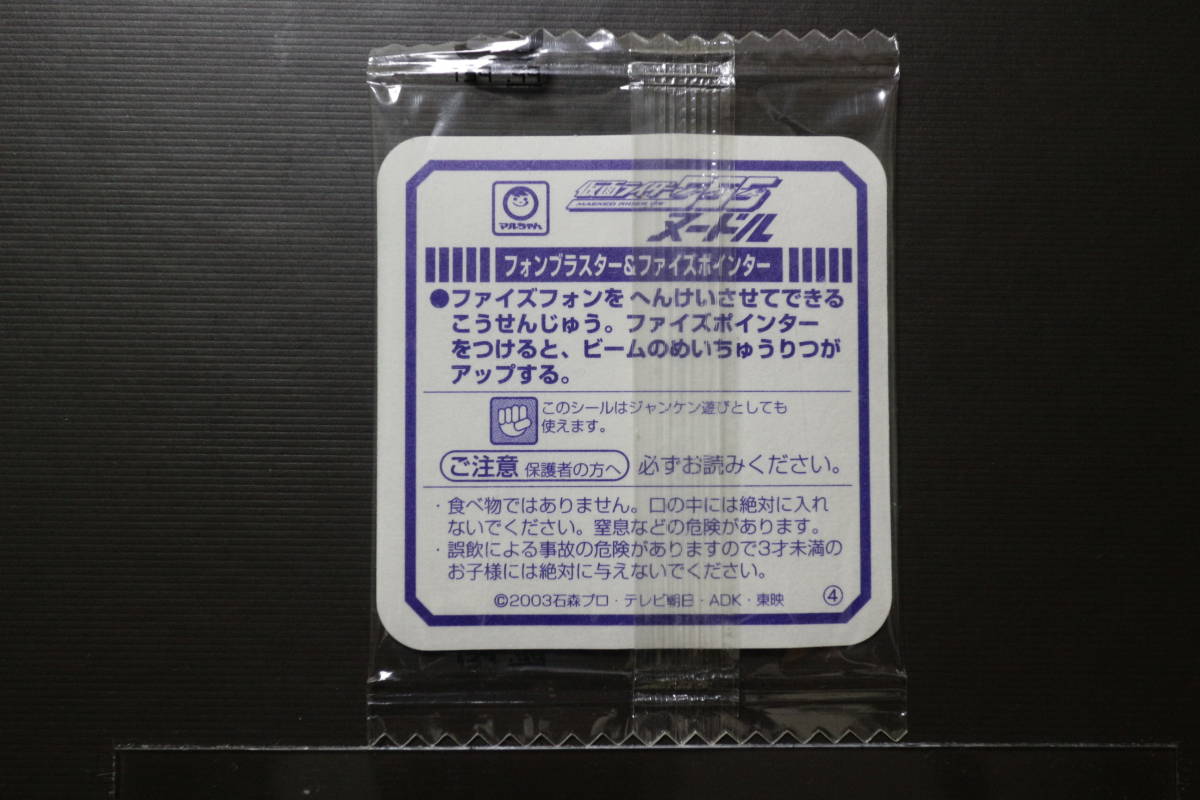 マルちゃん
仮面ライダー555
MASKED RIDER
ヌードル
フォンブラスター&ファイズポインター
●ファイズフォンを へんけいさせてできる
こうせんじゅう。ファイズポインター
をつけると、ビームのめいちゅうりつが
アップする。
このシールはジャンケン遊びとしても
使えます。
ご注意 保護者の方へ 必ずお読みください。
・食べ物ではありません。口の中には絶対に入れ
ないでください。窒息などの危険があります。
・誤飲による事故の危険がありますので3才未満の
お子様には絶対に与えないでください。
©2003石森プロ・テレビ朝日・ADK・東映 ④